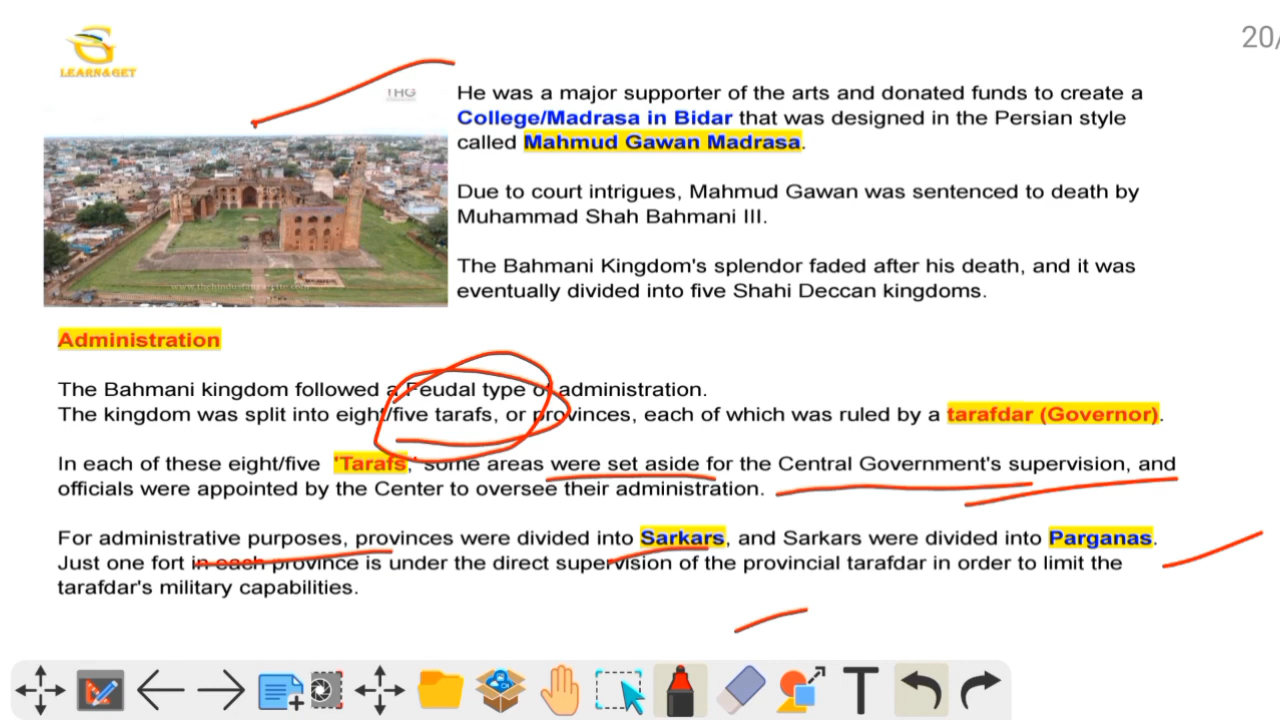 20/
LEARN&GET
THG
He was a major supporter of the arts and donated funds to create a
College/Madrasa in Bidar that was designed in the Persian style
called Mahmud Gawan Madrasa.
Due to court intrigues, Mahmud Gawan was sentenced to death by
Muhammad Shah Bahmani III.
The Bahmani Kingdom's splendor faded after his death, and it was
eventually divided into five Shahi Deccan kingdoms.
Administration
The Bahmani kingdom followed a Feudal type of administration.
The kingdom was split into eight/five tarafs, or provinces, each of which was ruled by a tarafdar (Governor).
In each of these eight/five 'Tarafs,' some areas were set aside for the Central Government's supervision, and
officials were appointed by the Center to oversee their administration.
For administrative purposes, provinces were divided into Sarkars, and Sarkars were divided into Parganas.
Just one fort in each province is under the direct supervision of the provincial tarafdar in order to limit the
tarafdar's military capabilities.
T